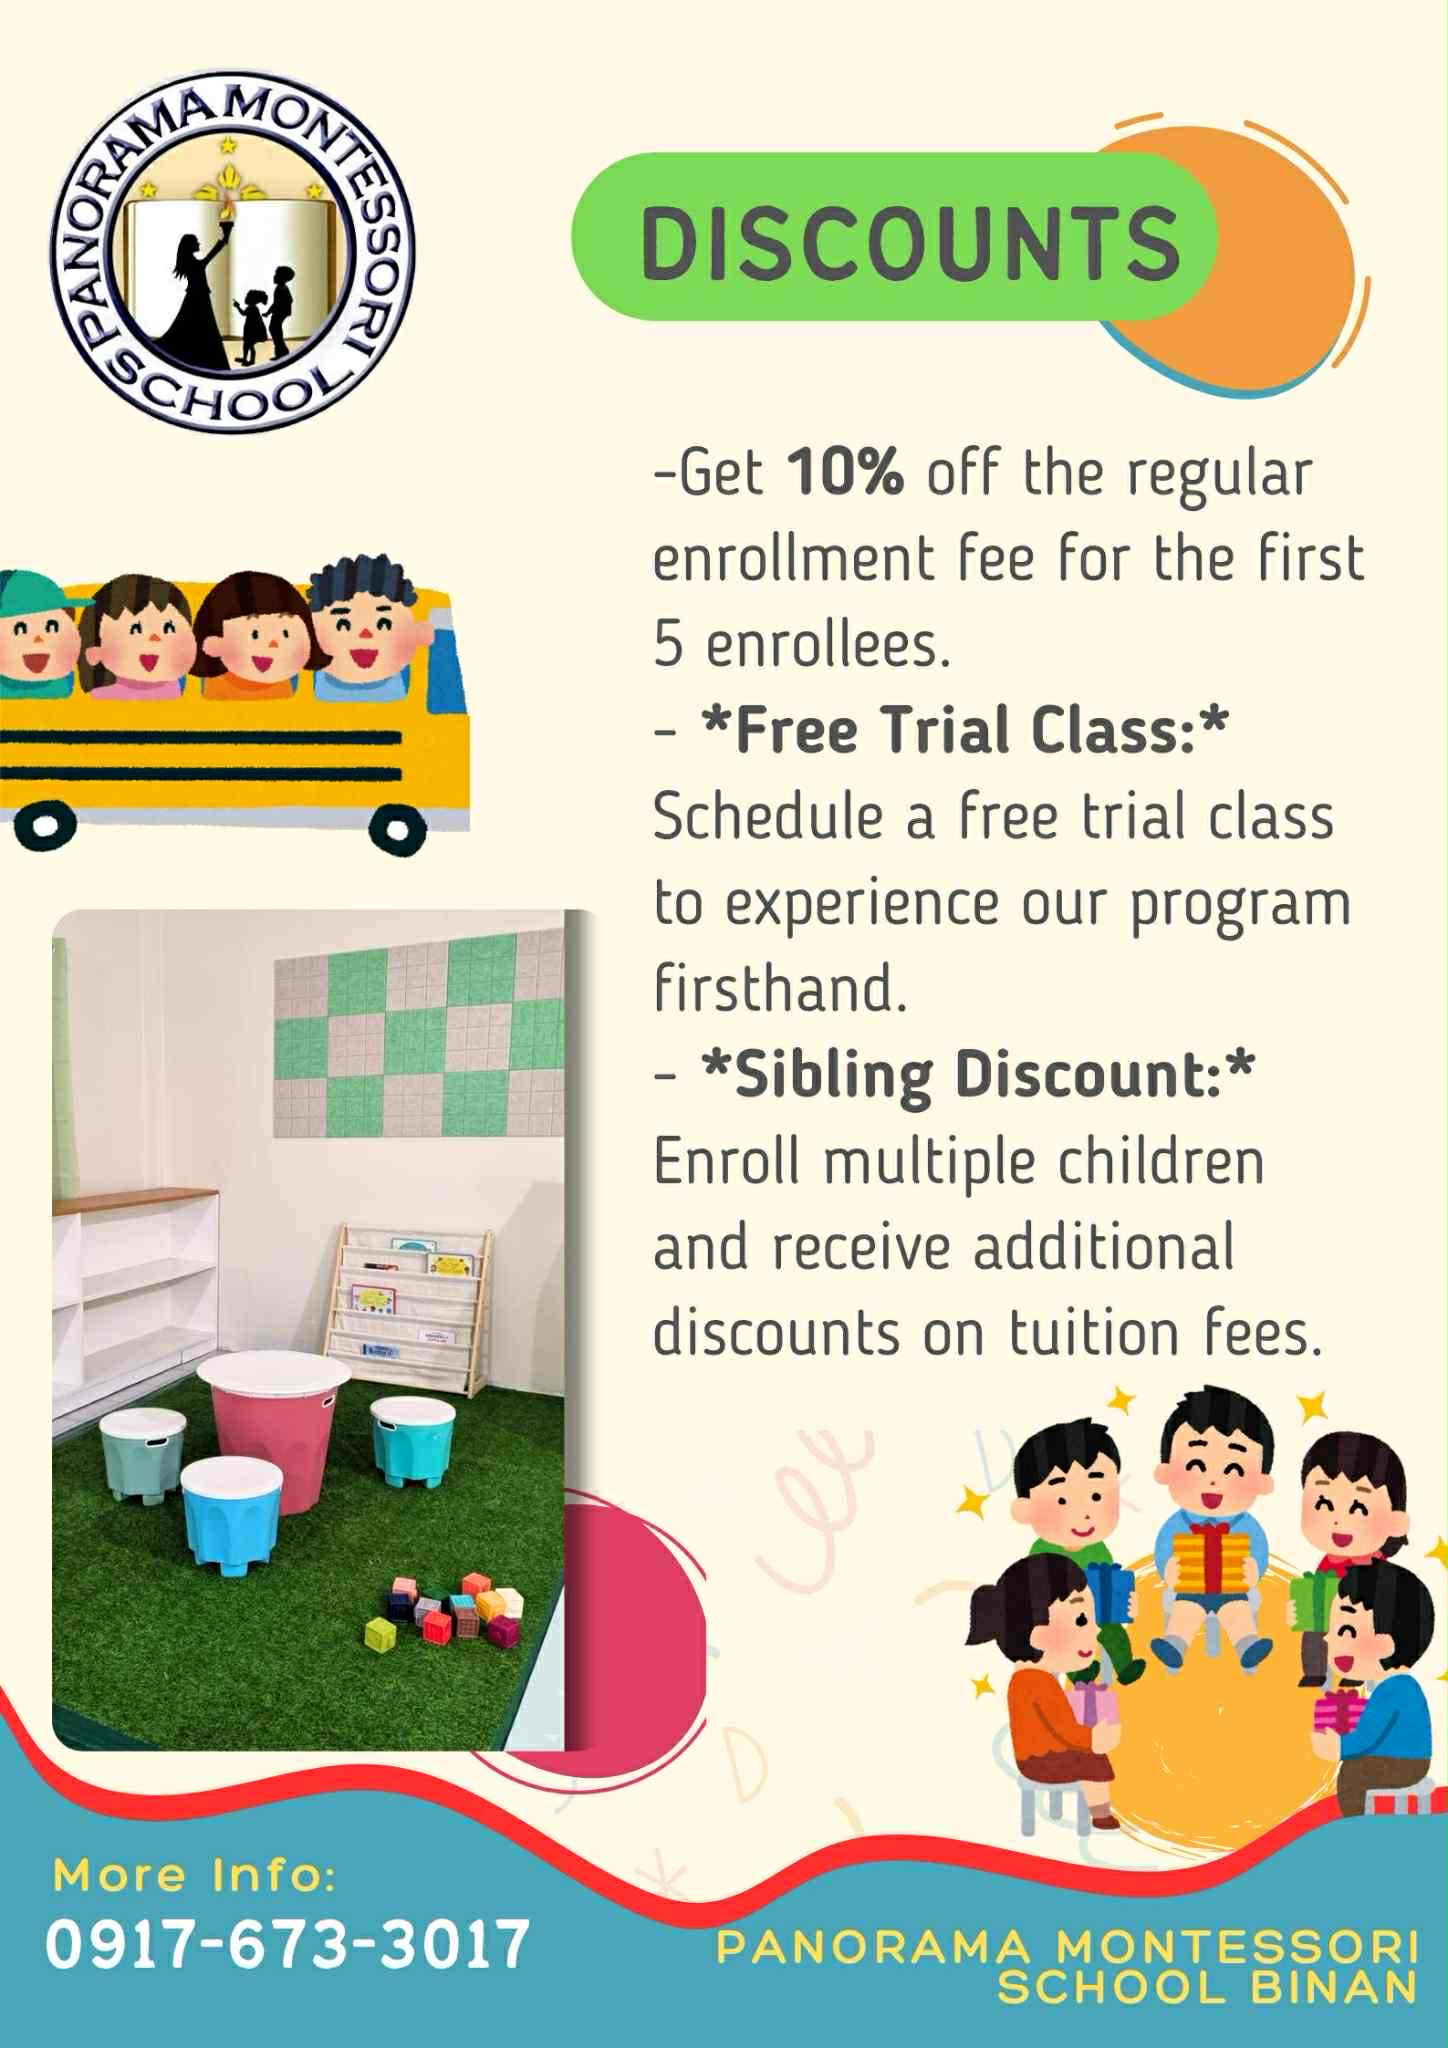 PANORAMA MONTESSORI SCHOOL
DISCOUNTS
-Get 10% off the regular
enrollment fee for the first
5 enrollees.
- *Free Trial Class:*
Schedule a free trial class
to experience our program
firsthand.
- *Sibling Discount:*
Enroll multiple children
and receive additional
discounts on tuition fees.
More Info:
0917-673-3017
PANORAMA MONTESSORI
SCHOOL BINAN